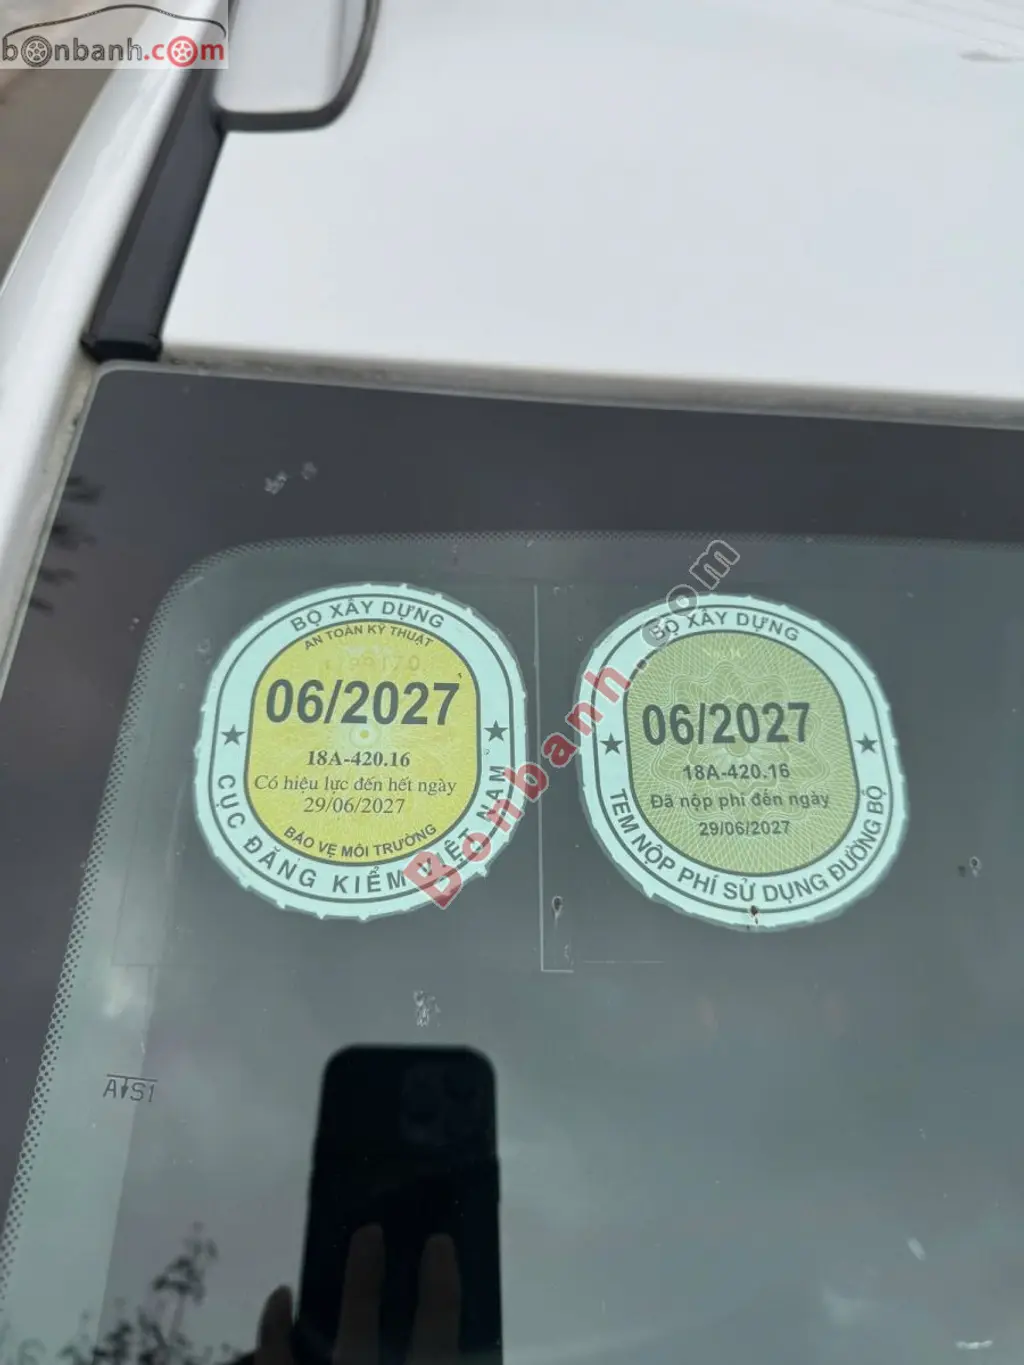 bonbanh.com
BỘ XÂY DỰNG
AN TOÀN KỸ THUẬT
06/2027
18A-420.16
Có hiệu lực đến hết ngày
29/06/2027
BẢO VỆ MÔI TRƯỜNG
★ CỤC ĐĂNG KIỂM VIỆT NAM ★
BỘ XÂY DỰNG
06/2027
18A-420.16
Đã nộp phí đến ngày
29/06/2027
★ TEM NỘP PHÍ SỬ DỤNG ĐƯỜNG BỘ ★
Bonbanh.com
AS1